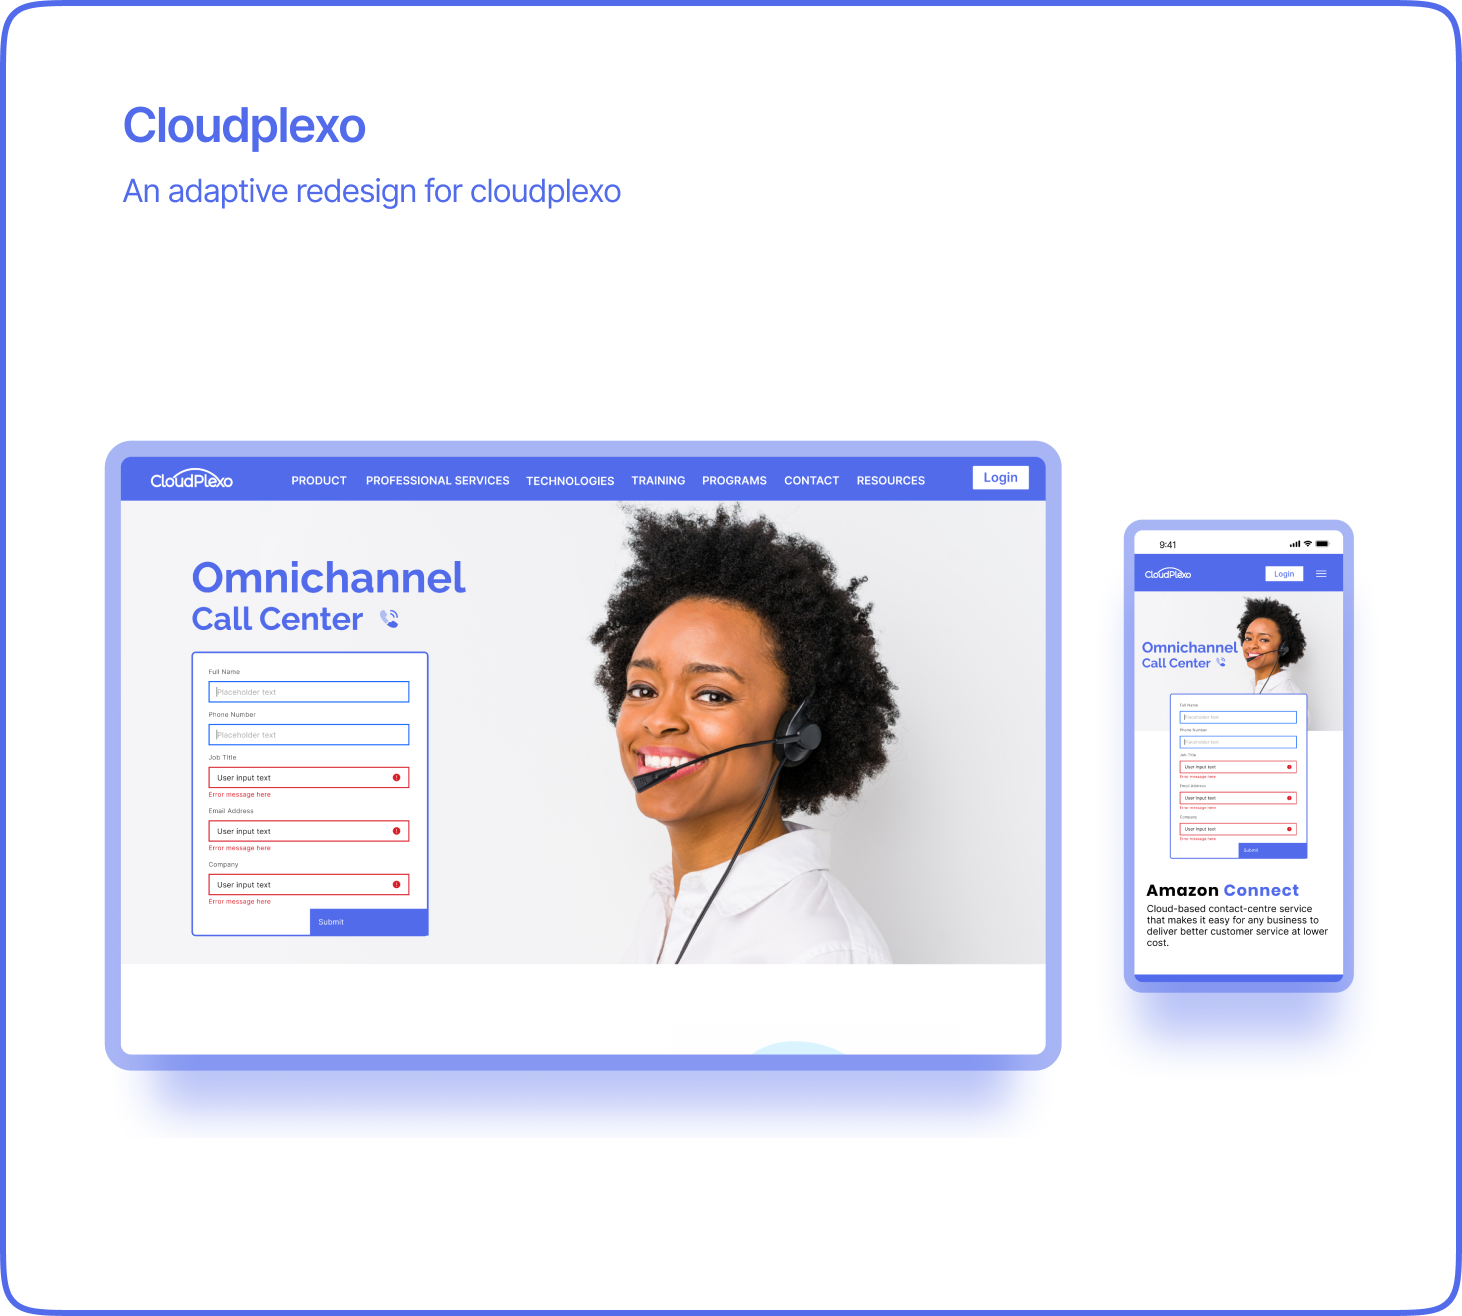 Cloudplexo
An adaptive redesign for cloudplexo
CloudPlexo
PRODUCT PROFESSIONAL SERVICES TECHNOLOGIES TRAINING PROGRAMS CONTACT RESOURCES
Login
Omnichannel
Call Center
Full Name
Placeholder text
Phone Number
Placeholder text
Job Title
User input text
Error message here
Email Address
User input text
Error message here
Company
User input text
Error message here
Submit
9:41
CloudPlexo
Login
Omnichannel
Call Center
Full Name
Placeholder text
Phone Number
Placeholder text
Job Title
User input text
Error message here
Email Address
User input text
Error message here
Company
User input text
Error message here
Submit
Amazon Connect
Cloud-based contact-centre service
that makes it easy for any business to
deliver better customer service at lower
cost.